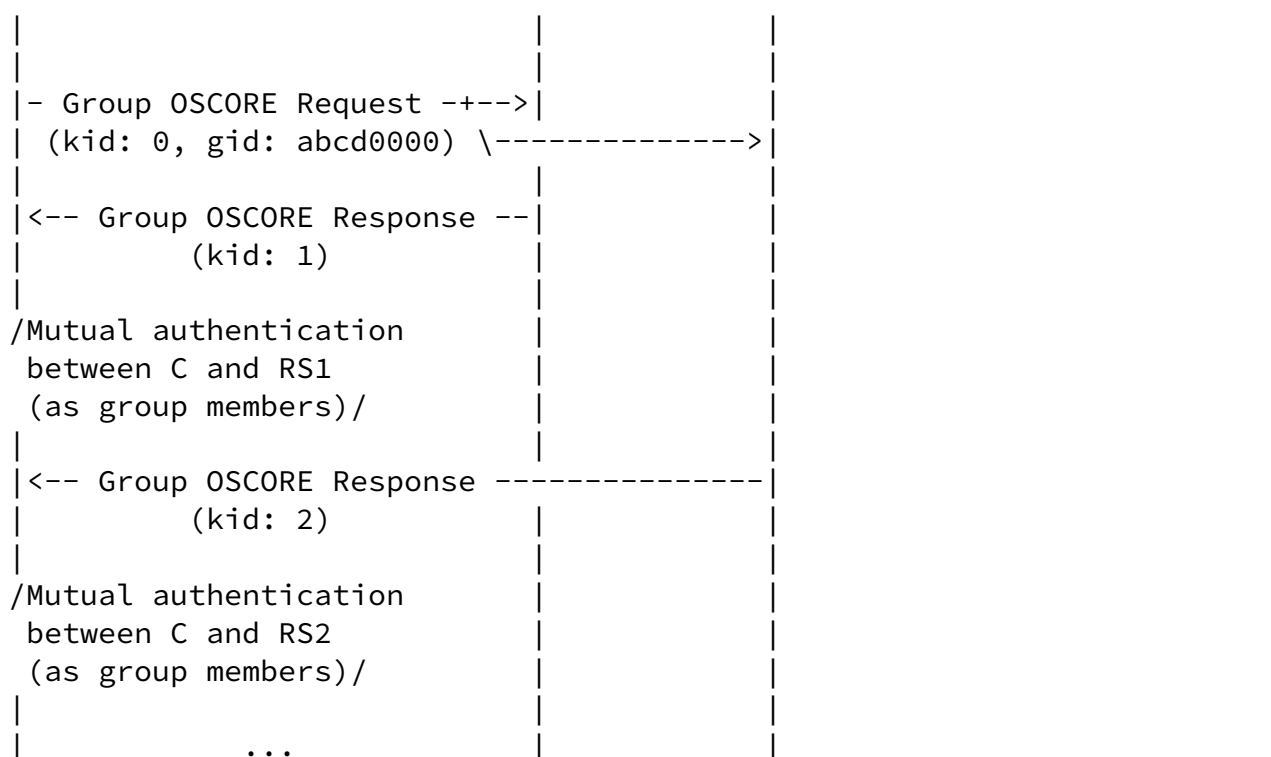 |- Group OSCORE Request -+-->|
| (kid: 0, gid: abcd0000) \-------------->|
|<-- Group OSCORE Response --|
(kid: 1)
/Mutual authentication
between C and RS1
(as group members)/
|<-- Group OSCORE Response ---------------|
(kid: 2)
/Mutual authentication
between C and RS2
(as group members)/
...